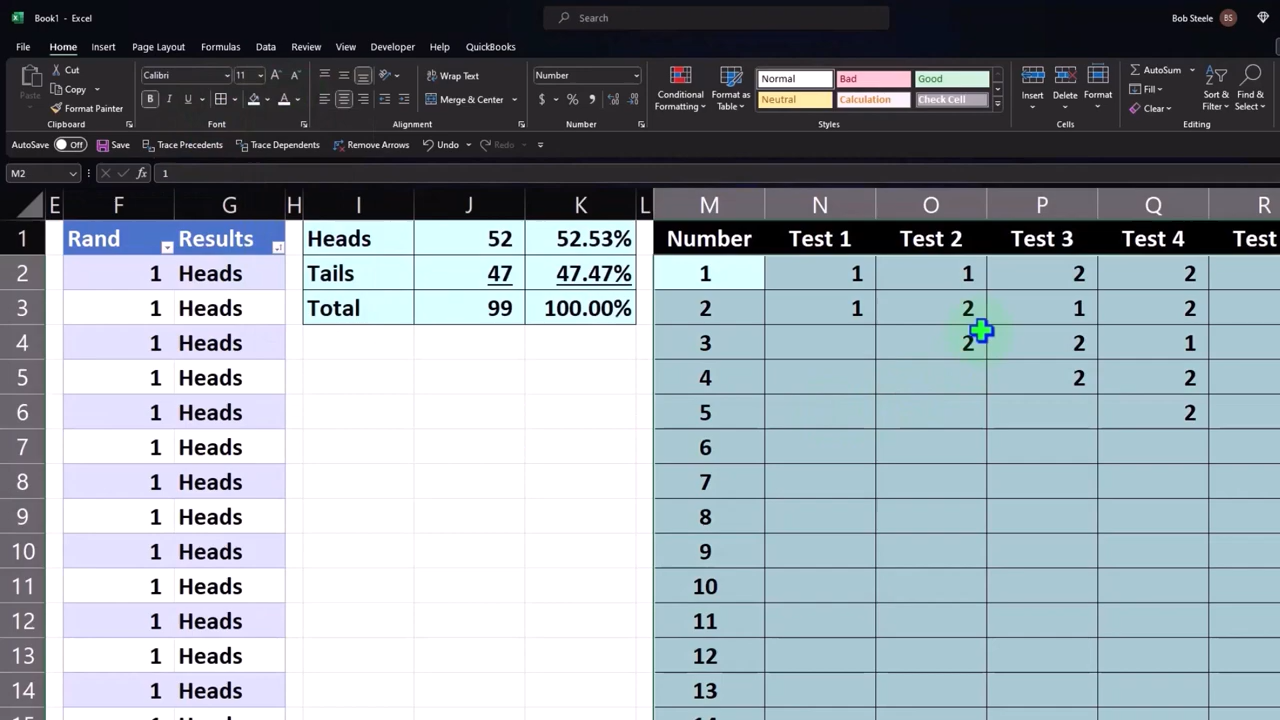 Book1 - Excel
Search
Bob Steele BS
File Home Insert Page Layout Formulas Data Review View Developer Help QuickBooks
Paste
Cut
Copy
Format Painter
Clipboard
Calibri 11
B I U
Font
Wrap Text
Merge & Center
Alignment
Number
$ % 9
Number
Conditional Formatting
Format as Table
Normal Bad Good
Neutral Calculation Check Cell
Styles
Insert Delete Format
Cells
AutoSum
Fill
Clear
Sort & Filter
Find & Select
Editing
AutoSave Off Save Trace Precedents Trace Dependents Remove Arrows Undo Redo
M2 fx 1
E F G H I J K L M N O P Q R
1 Rand Results Heads 52 52.53% Number Test 1 Test 2 Test 3 Test 4 Test
2 1 Heads Tails 47 47.47% 1 1 1 2 2
3 1 Heads Total 99 100.00% 2 1 2 1 2
4 1 Heads 3 2 2 1
5 1 Heads 4 2 2
6 1 Heads 5 2
7 1 Heads 6
8 1 Heads 7
9 1 Heads 8
10 1 Heads 9
11 1 Heads 10
12 1 Heads 11
13 1 Heads 12
14 1 Heads 13